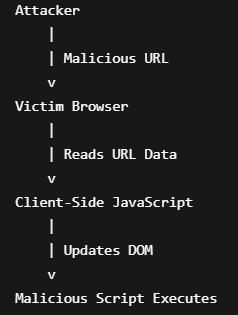 Attacker
|
| Malicious URL
v
Victim Browser
|
| Reads URL Data
v
Client-Side JavaScript
|
| Updates DOM
v
Malicious Script Executes